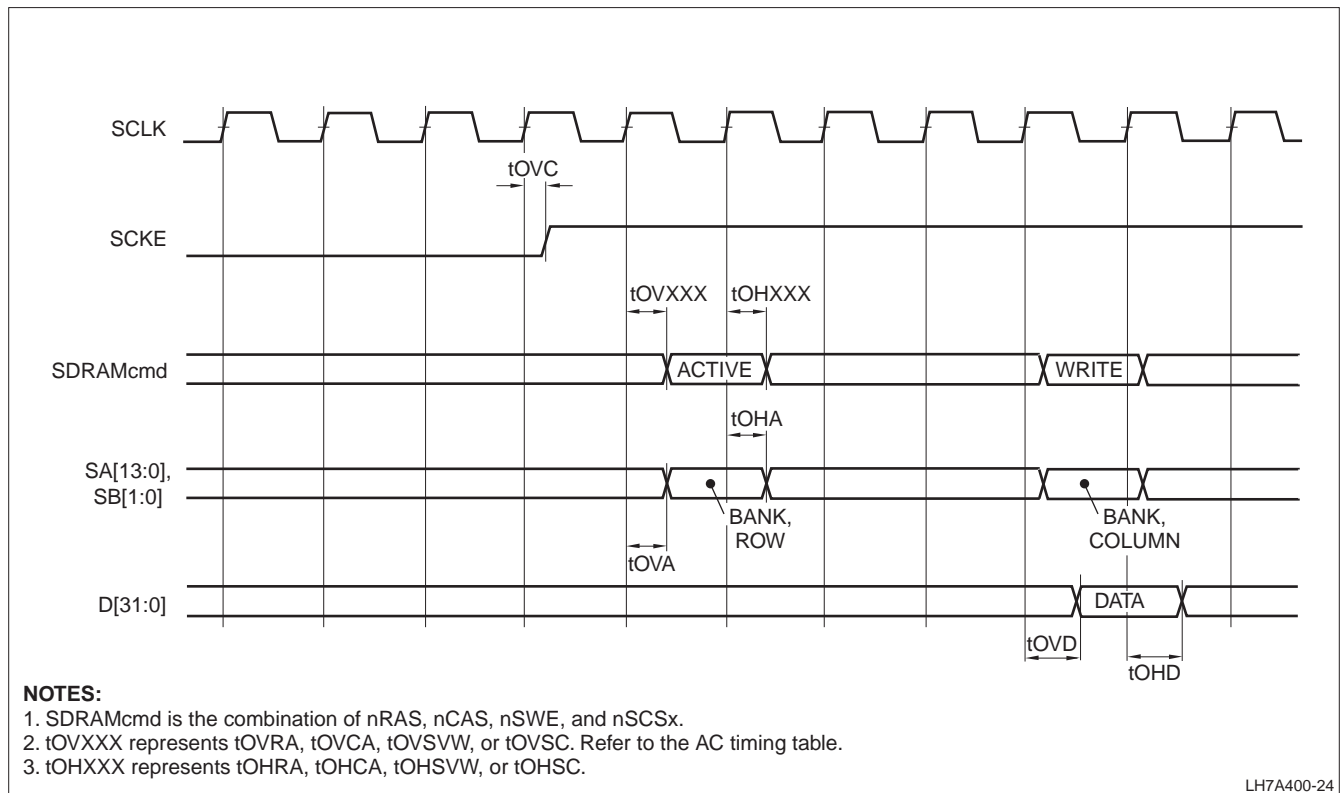 SCLK
tOVC
SCKE
tOVXXX
tOHXXX
SDRAMcmd
ACTIVE
WRITE
tOHA
SA[13:0],
SB[1:0]
BANK,
ROW
BANK,
COLUMN
tOVA
D[31:0]
DATA
tOVD
tOHD
NOTES:
1. SDRAMcmd is the combination of nRAS, nCAS, nSWE, and nSCSx.
2. tOVXXX represents tOVRA, tOVCA, tOVSVW, or tOVSC. Refer to the AC timing table.
3. tOHXXX represents tOHRA, tOHCA, tOHSVW, or tOHSC.
LH7A400-24